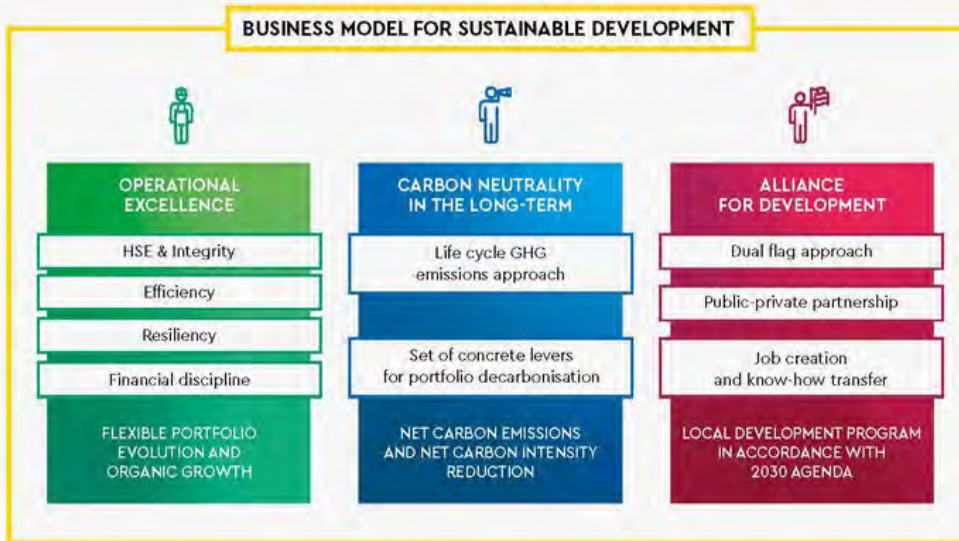 BUSINESS MODEL FOR SUSTAINABLE DEVELOPMENT
OPERATIONAL
EXCELLENCE
HSE & Integrity
Efficiency
Resiliency
Financial discipline
FLEXIBLE PORTFOLIO
EVOLUTION AND
ORGANIC GROWTH
CARBON NEUTRALITY
IN THE LONG-TERM
Life cycle GHG
emissions approach
Set of concrete levers
for portfolio decarbonisation
NET CARBON EMISSIONS
AND NET CARBON INTENSITY
REDUCTION
ALLIANCE
FOR DEVELOPMENT
Dual flag approach
Public-private partnership
Job creation
and know-how transfer
LOCAL DEVELOPMENT PROGRAM
IN ACCORDANCE WITH
2030 AGENDA